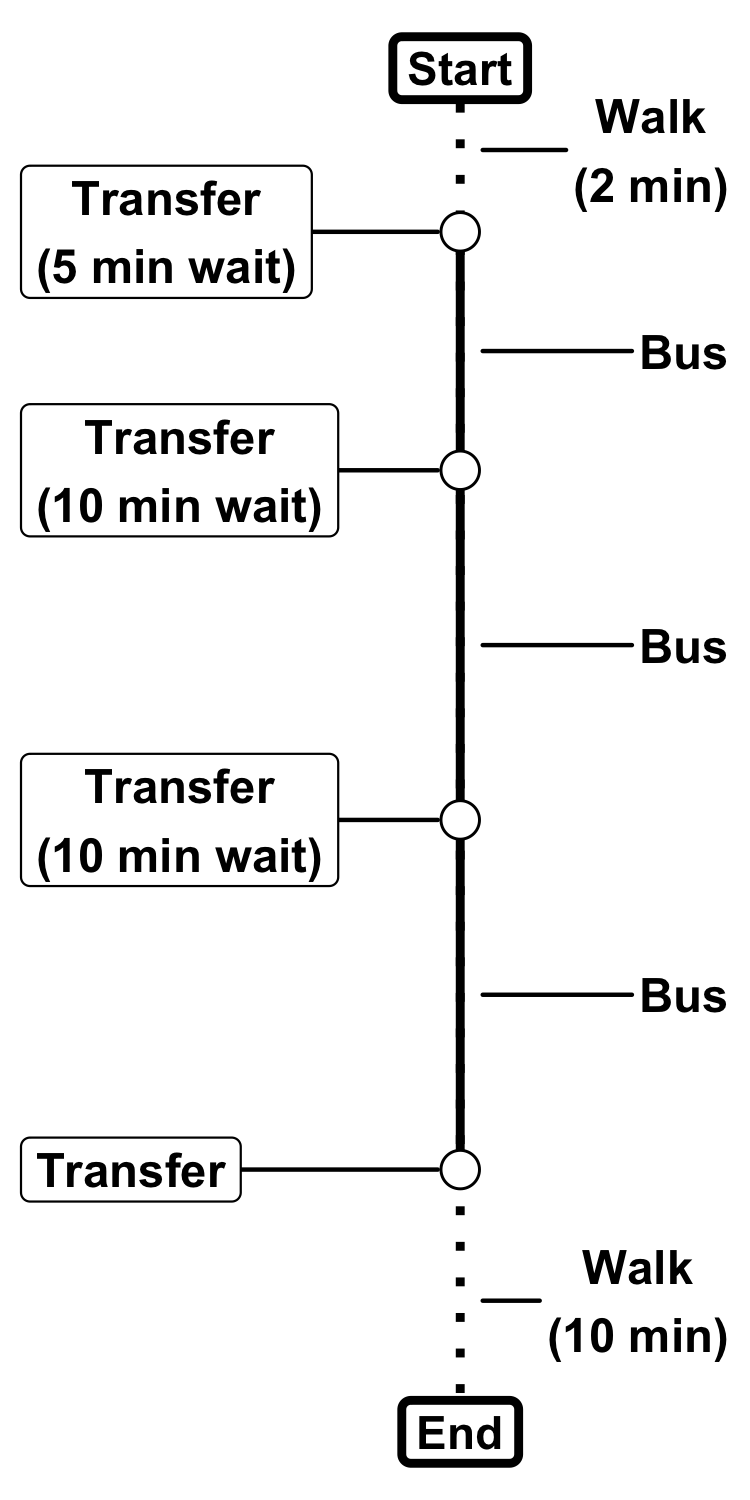 Start
Walk
(2 min)
Transfer
(5 min wait)
Bus
Transfer
(10 min wait)
Bus
Transfer
(10 min wait)
Bus
Transfer
Walk
(10 min)
End